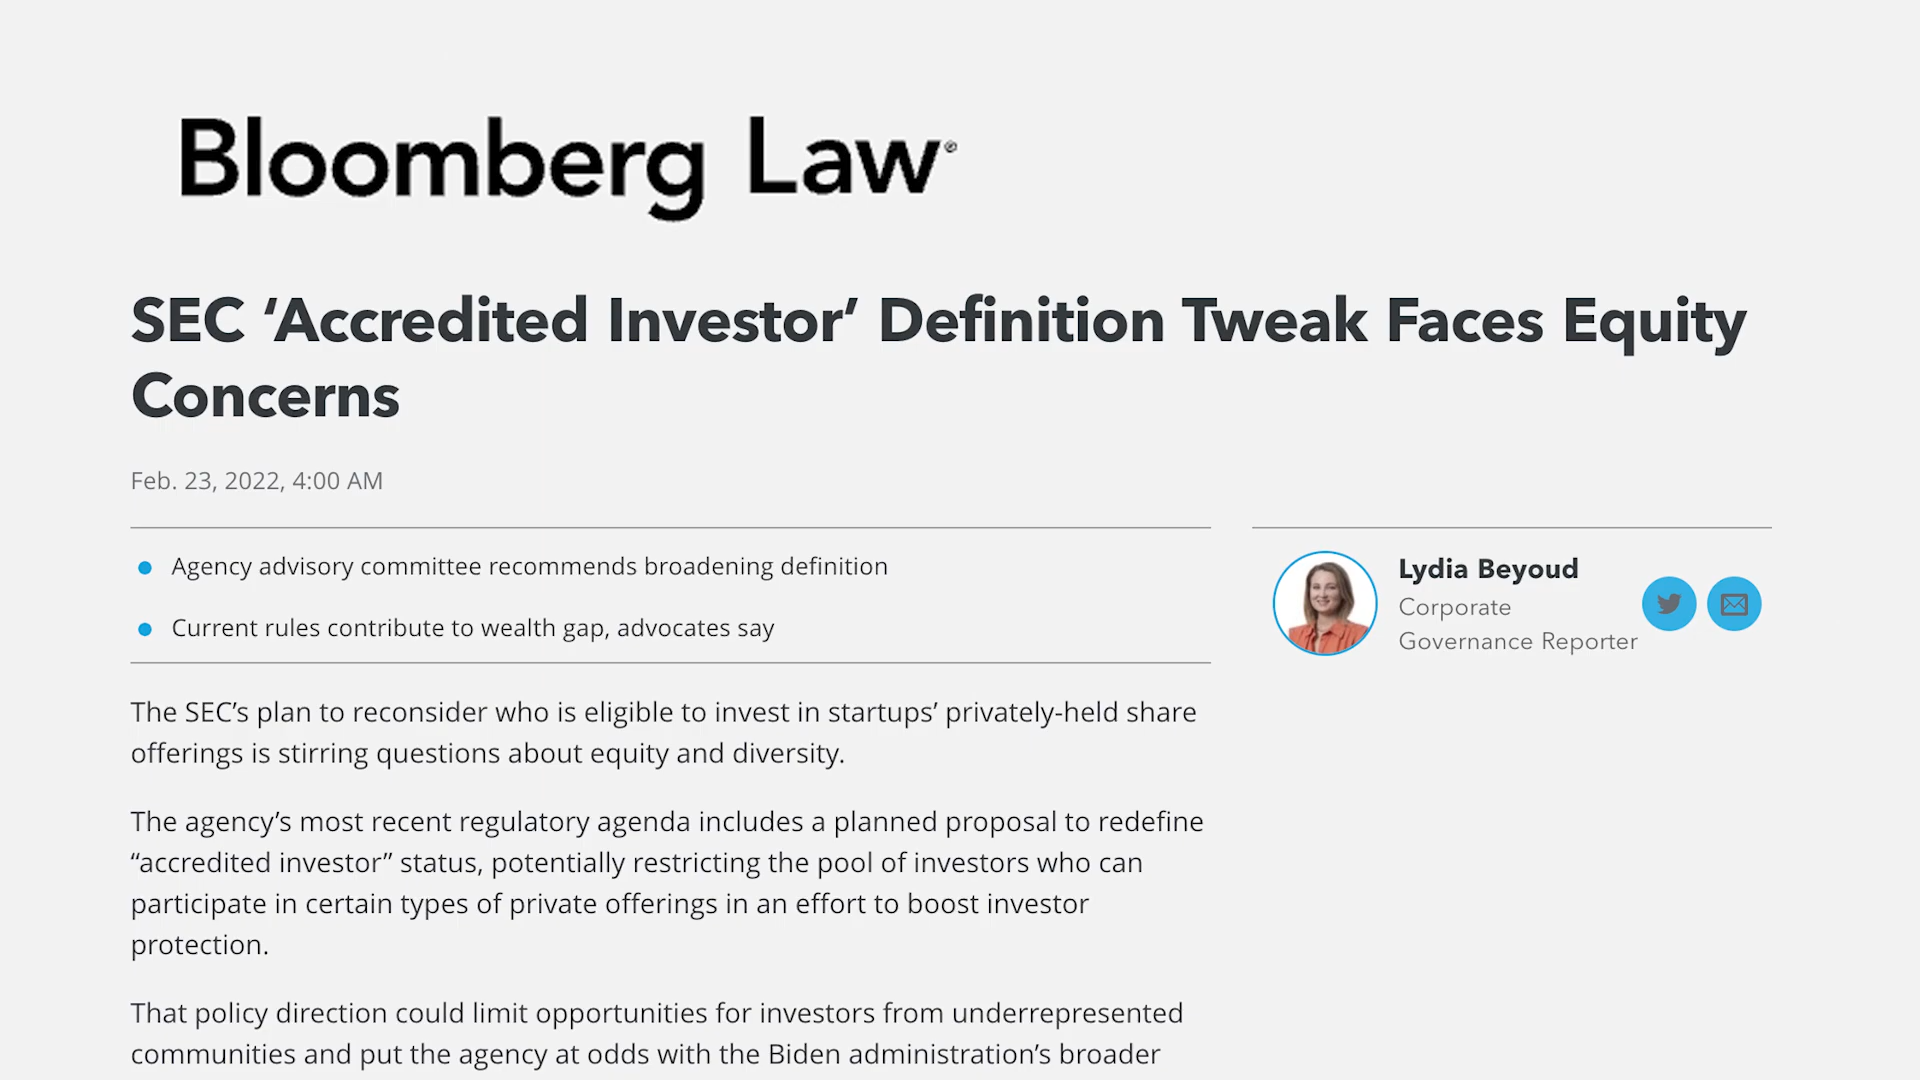 Bloomberg Law®
SEC ‘Accredited Investor’ Definition Tweak Faces Equity
Concerns
Feb. 23, 2022, 4:00 AM
Agency advisory committee recommends broadening definition
Current rules contribute to wealth gap, advocates say
Lydia Beyoud
Corporate
Governance Reporter
The SEC’s plan to reconsider who is eligible to invest in startups’ privately-held share
offerings is stirring questions about equity and diversity.
The agency’s most recent regulatory agenda includes a planned proposal to redefine
“accredited investor” status, potentially restricting the pool of investors who can
participate in certain types of private offerings in an effort to boost investor
protection.
That policy direction could limit opportunities for investors from underrepresented
communities and put the agency at odds with the Biden administration’s broader